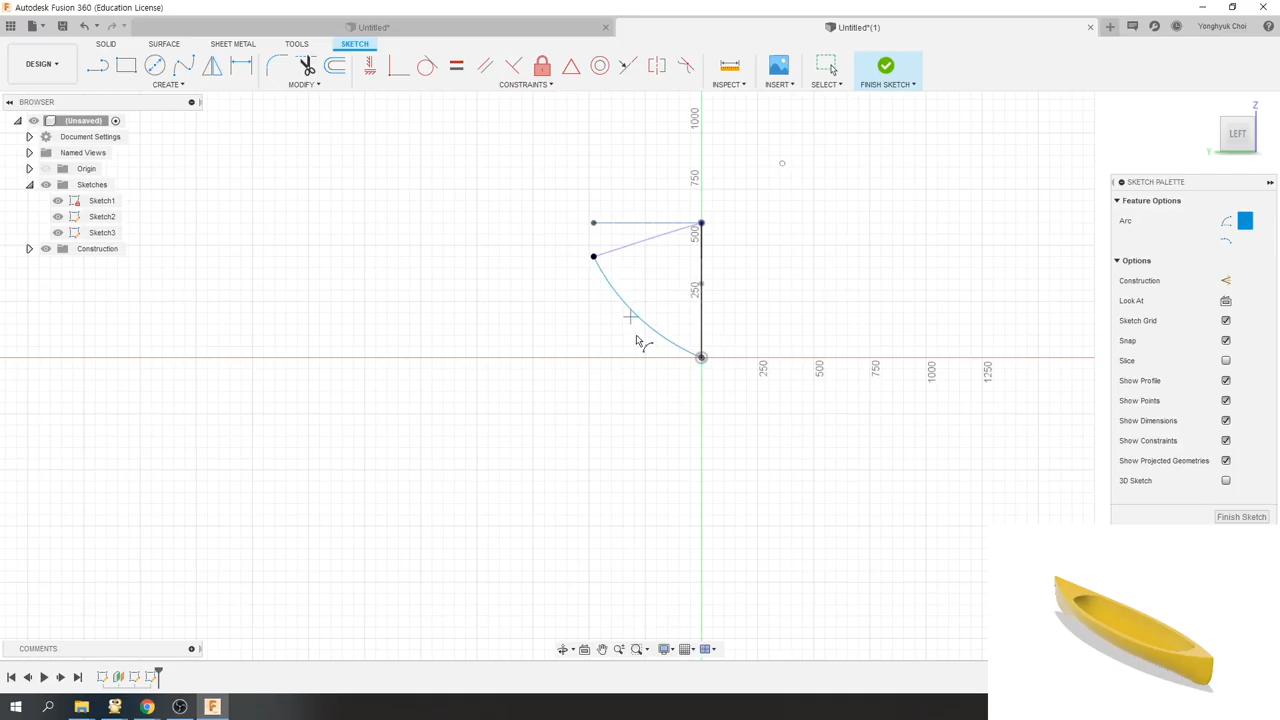 Autodesk Fusion 360 (Education License)
Untitled*
Untitled*(1)
Yonghyuk Choi
DESIGN
SOLID
SURFACE
SHEET METAL
TOOLS
SKETCH
CREATE
MODIFY
CONSTRAINTS
INSPECT
INSERT
SELECT
FINISH SKETCH
BROWSER
(Unsaved)
Document Settings
Named Views
Origin
Sketches
Sketch1
Sketch2
Sketch3
Construction
1000
750
500
250
250
500
750
1000
1250
Z
LEFT
Y
SKETCH PALETTE
Feature Options
Arc
Options
Construction
Look At
Sketch Grid
Snap
Slice
Show Profile
Show Points
Show Dimensions
Show Constraints
Show Projected Geometries
3D Sketch
Finish Sketch
COMMENTS